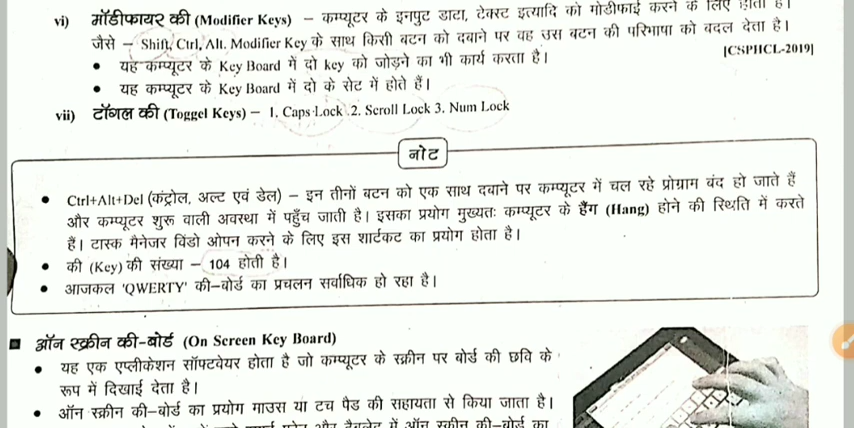 vi) मॉडीफायर की (Modifier Keys) – कम्प्यूटर के इनपुट डाटा, टेक्स्ट इत्यादि को मोडीफाई करने के लिए होती है।
जैसे – Shift, Ctrl, Alt. Modifier Key के साथ किसी बटन को दबाने पर वह उस बटन की परिभाषा को बदल देता है।
• यह कम्प्यूटर के Key Board में दो key को जोड़ने का भी कार्य करता है। [CSPHCL-2019]
• यह कम्प्यूटर के Key Board में दो के सेट में होते हैं।
vii) टॉगल की (Toggel Keys) – 1. Caps Lock 2. Scroll Lock 3. Num Lock
नोट
• Ctrl+Alt+Del (कंट्रोल, अल्ट एवं डेल) – इन तीनों बटन को एक साथ दबाने पर कम्प्यूटर में चल रहे प्रोग्राम बंद हो जाते हैं
और कम्प्यूटर शुरू वाली अवस्था में पहुँच जाती है। इसका प्रयोग मुख्यतः कम्प्यूटर के हैंग (Hang) होने की स्थिति में करते
हैं। टास्क मैनेजर विंडो ओपन करने के लिए इस शार्टकट का प्रयोग होता है।
• की (Key) की संख्या – 104 होती है।
• आजकल 'QWERTY' की-बोर्ड का प्रचलन सर्वाधिक हो रहा है।
■ ऑन स्क्रीन की-बोर्ड (On Screen Key Board)
• यह एक एप्लीकेशन सॉफ्टवेयर होता है जो कम्प्यूटर के स्क्रीन पर बोर्ड की छवि के
रूप में दिखाई देता है।
• ऑन स्क्रीन की-बोर्ड का प्रयोग माउस या टच पैड की सहायता से किया जाता है।
और टैबलेट में ऑन स्क्रीन की-बोर्ड का